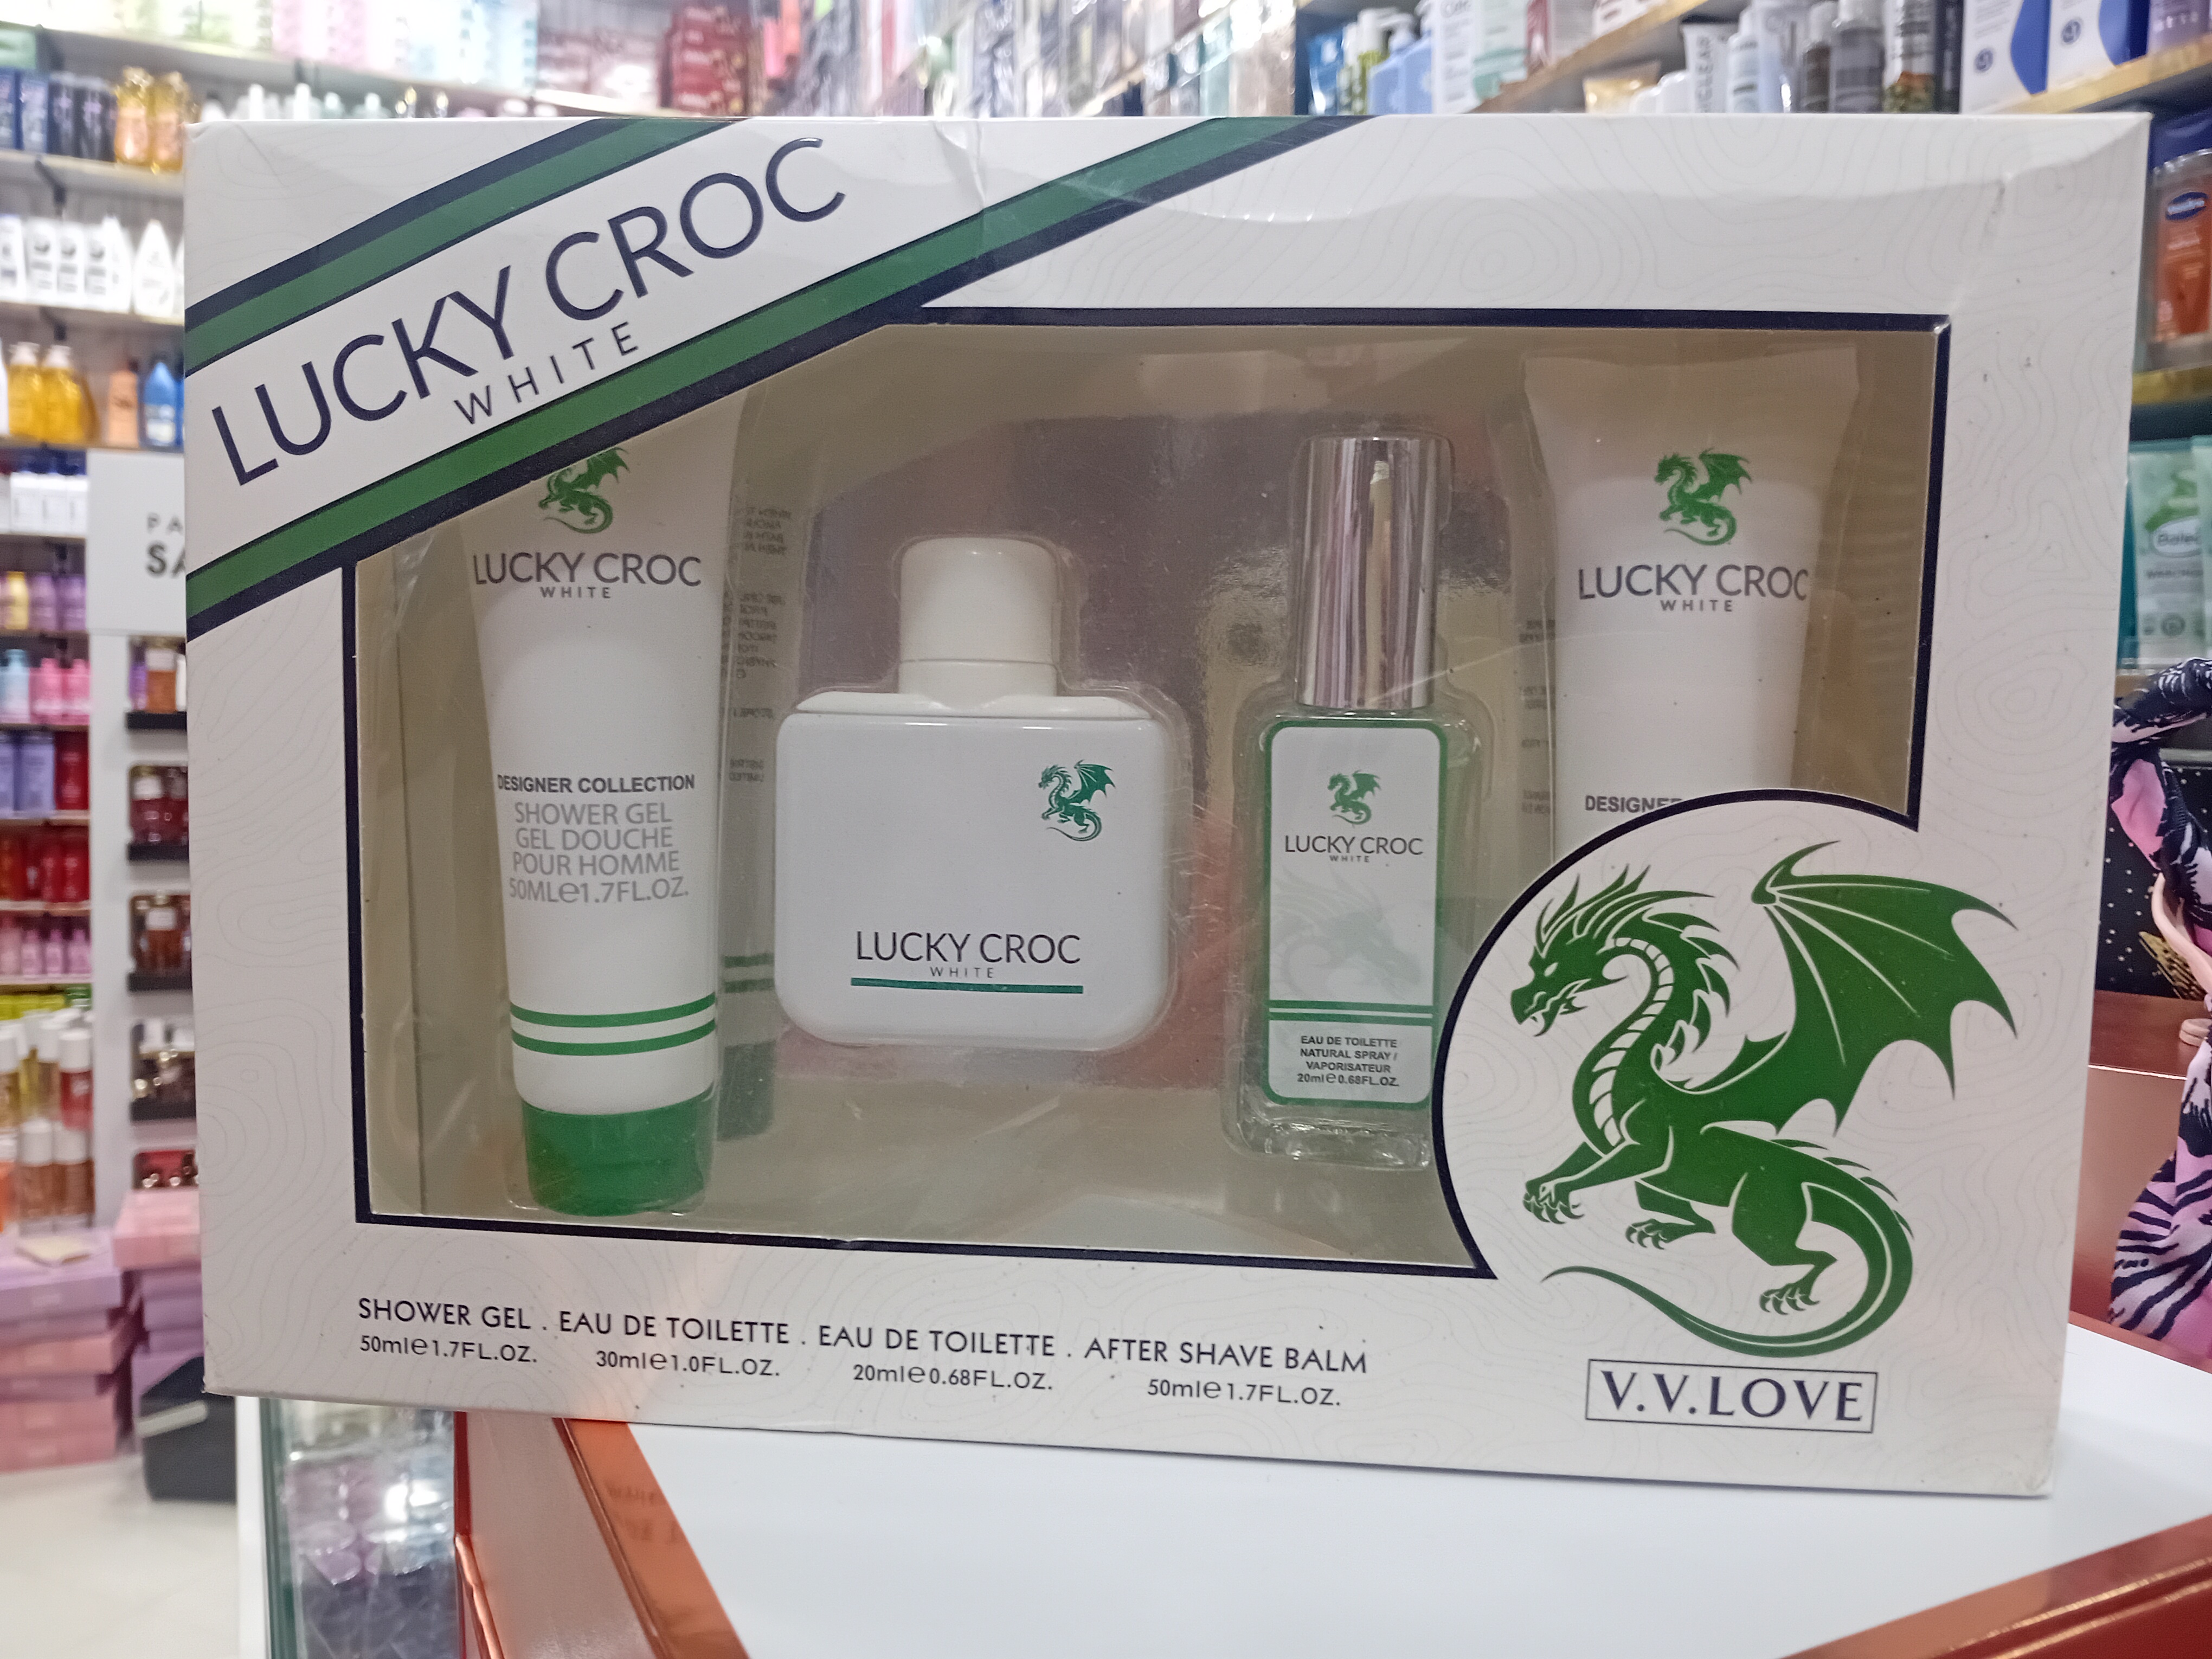 LUCKY CROC
WHITE
LUCKY CROC
WHITE
DESIGNER COLLECTION
SHOWER GEL
GEL DOUCHE
POUR HOMME
50ML℮1.7FL.OZ.
LUCKY CROC
WHITE
LUCKY CROC
WHITE
EAU DE TOILETTE
NATURAL SPRAY /
VAPORISATEUR
20ml℮0.68FL.OZ.
LUCKY CROC
WHITE
SHOWER GEL . EAU DE TOILETTE . EAU DE TOILETTE . AFTER SHAVE BALM
50ml℮1.7FL.OZ. 30ml℮1.0FL.OZ. 20ml℮0.68FL.OZ. 50ml℮1.7FL.OZ.
V.V.LOVE